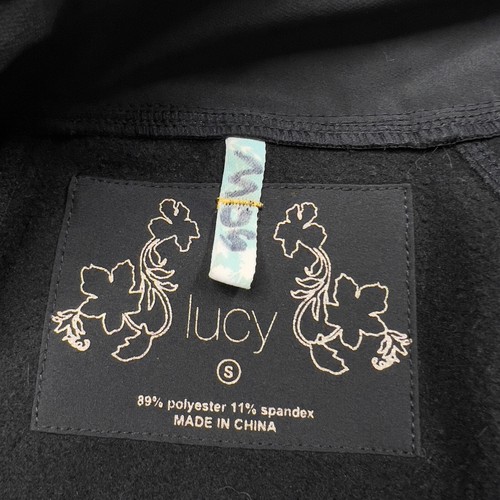 lucy
S
89% polyester 11% spandex
MADE IN CHINA